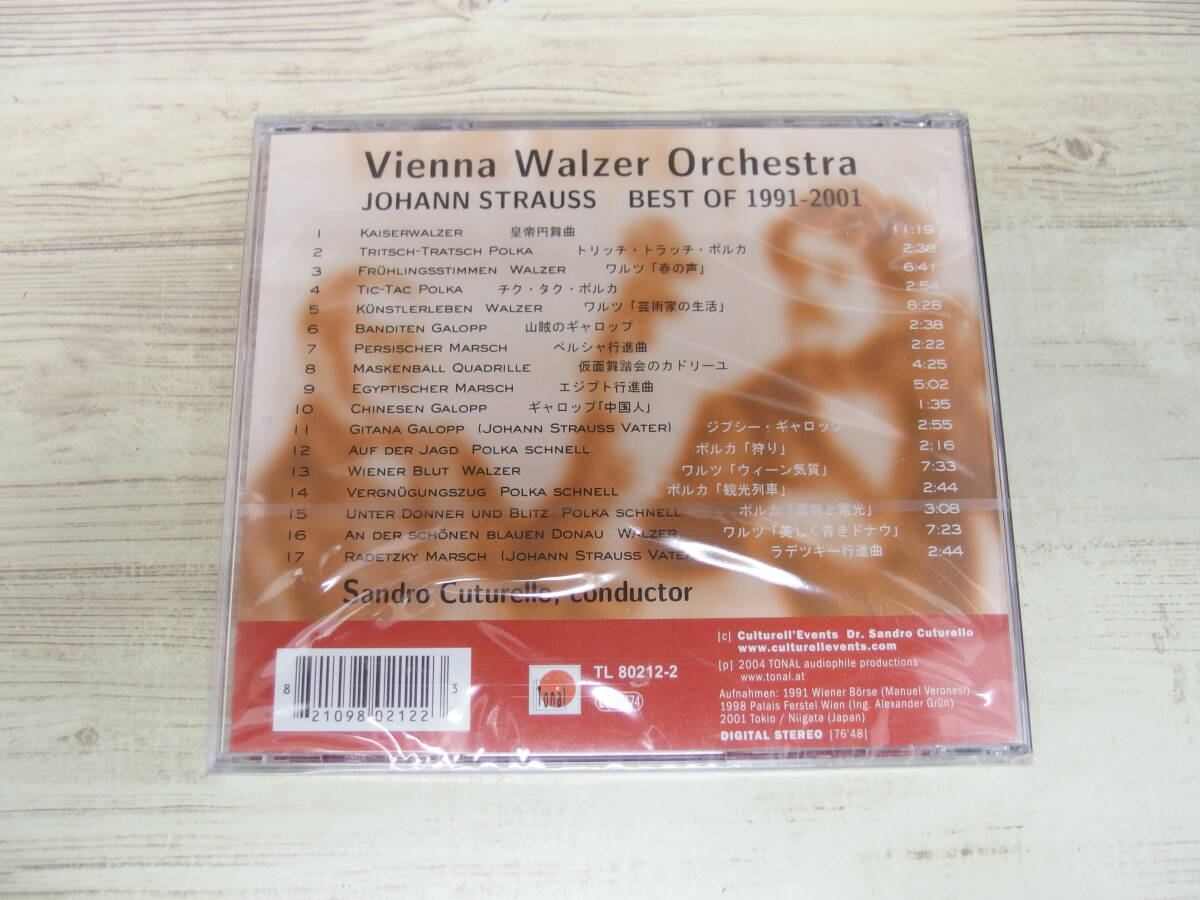 Vienna Walzer Orchestra
JOHANN STRAUSS BEST OF 1991-2001
1 KAISERWALZER 皇帝円舞曲 11:19
2 TRITSCH-TRATSCH POLKA トリッチ・トラッチ・ポルカ 2:38
3 FRÜHLINGSSTIMMEN WALZER ワルツ「春の声」 6:41
4 TIC-TAC POLKA チク・タク・ポルカ 2:54
5 KÜNSTLERLEBEN WALZER ワルツ「芸術家の生活」 8:28
6 BANDITEN GALOPP 山賊のギャロップ 2:38
7 PERSISCHER MARSCH ペルシャ行進曲 2:22
8 MASKENBALL QUADRILLE 仮面舞踏会のカドリーユ 4:25
9 EGYPTISCHER MARSCH エジプト行進曲 5:02
10 CHINESEN GALOPP ギャロップ「中国人」 1:35
11 GITANA GALOPP (JOHANN STRAUSS VATER) ジプシー・ギャロップ 2:55
12 AUF DER JAGD POLKA SCHNELL ポルカ「狩り」 2:16
13 WIENER BLUT WALZER ワルツ「ウィーン気質」 7:33
14 VERGNÜGUNGSZUG POLKA SCHNELL ポルカ「観光列車」 2:44
15 UNTER DONNER UND BLITZ POLKA SCHNELL ポルカ「雷鳴と電光」 3:08
16 AN DER SCHÖNEN BLAUEN DONAU WALZER ワルツ「美しく青きドナウ」 7:23
17 RADETZKY MARSCH (JOHANN STRAUSS VATER) ラデツキー行進曲 2:44
Sandro Cuturello, conductor
[c] Culturell'Events Dr. Sandro Cuturello
www.culturellevents.com
[p] 2004 TONAL audiophile productions
www.tonal.at
Aufnahmen: 1991 Wiener Börse (Manuel Veronesi)
1998 Palais Ferstel Wien (Ing. Alexander Grün)
2001 Tokio / Niigata (Japan)
DIGITAL STEREO [76'48]
Tonal
TL 80212-2
8 21098 02122 3